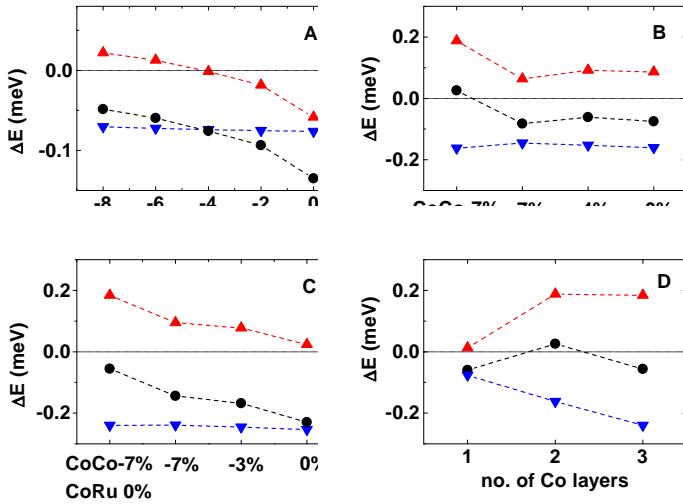 A
B
0.0
-0.1
ΔE (meV)
-8 -6 -4 -2 0
0.2
0.0
-0.2
ΔE (meV)
C
0.2
0.0
-0.2
ΔE (meV)
CoCo-7% -7% -3% 0%
CoRu 0%
D
0.2
0.0
-0.2
ΔE (meV)
1 2 3
no. of Co layers